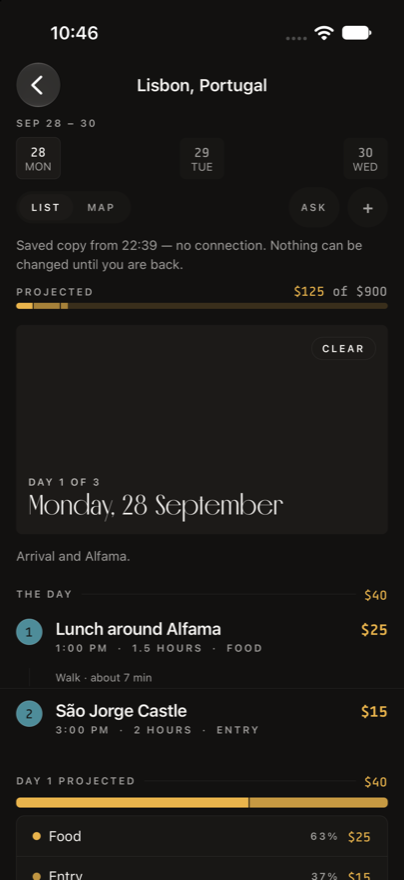 10:46
Lisbon, Portugal
SEP 28 – 30
28
MON
29
TUE
30
WED
LIST
MAP
ASK
+
Saved copy from 22:39 — no connection. Nothing can be
changed until you are back.
PROJECTED
$125 of $900
CLEAR
DAY 1 OF 3
Monday, 28 September
Arrival and Alfama.
THE DAY
$40
1
Lunch around Alfama
$25
1:00 PM · 1.5 HOURS · FOOD
Walk · about 7 min
2
São Jorge Castle
$15
3:00 PM · 2 HOURS · ENTRY
DAY 1 PROJECTED
$40
Food
63% $25
Entry
37% $15